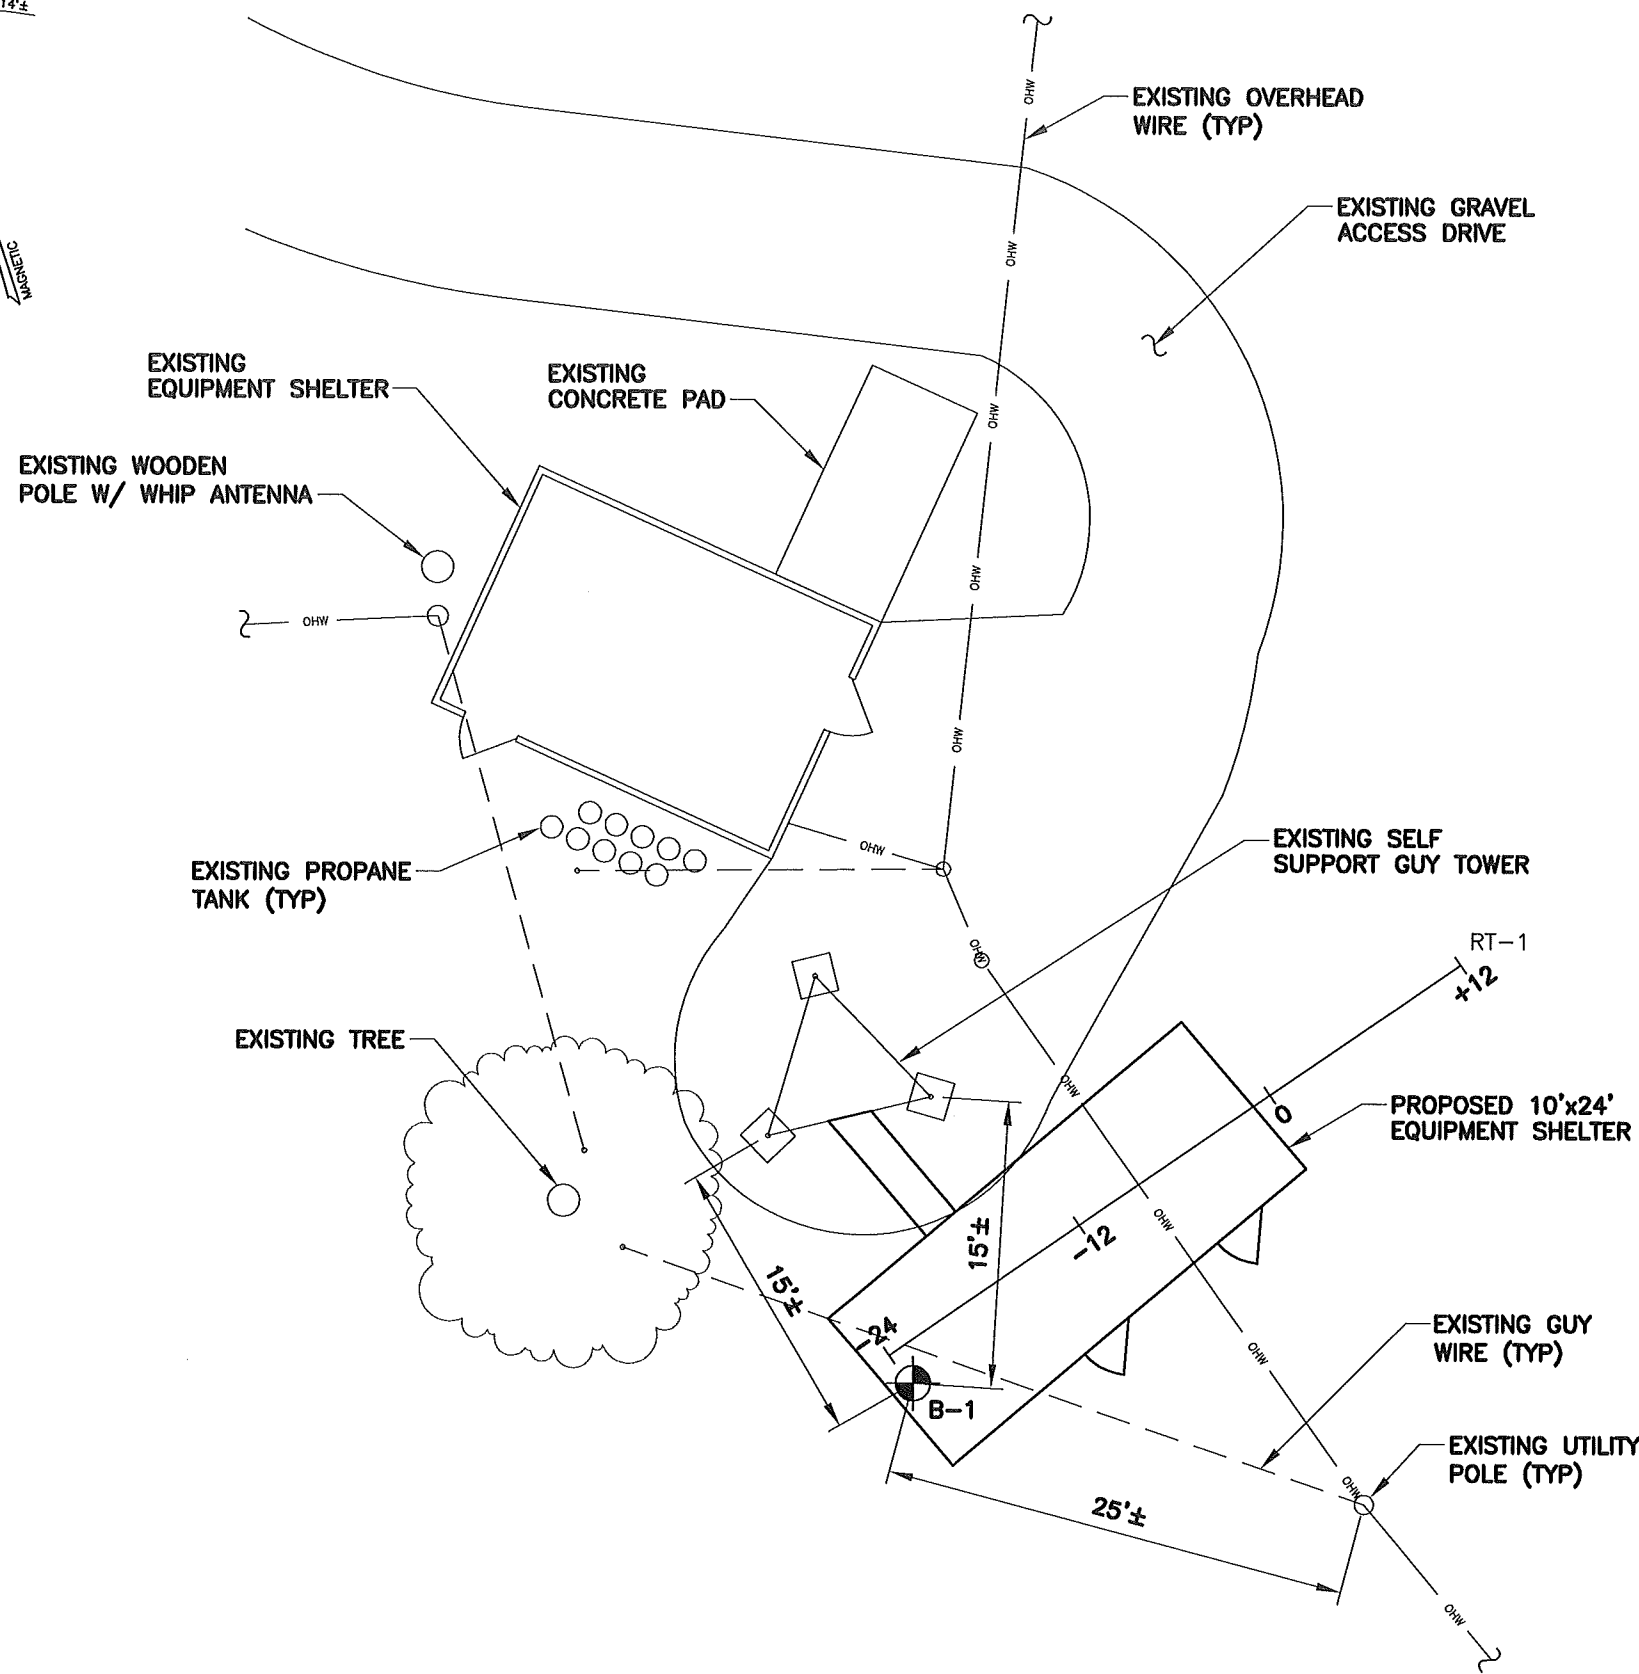 14'±
EXISTING OVERHEAD
WIRE (TYP)
OHW
EXISTING GRAVEL
ACCESS DRIVE
OHW
MAGNETIC
EXISTING
EQUIPMENT SHELTER
EXISTING
CONCRETE PAD
OHW
EXISTING WOODEN
POLE W/ WHIP ANTENNA
OHW
OHW
OHW
EXISTING PROPANE
TANK (TYP)
OHW
EXISTING SELF
SUPPORT GUY TOWER
OHW
RT-1
+12
EXISTING TREE
OHW
0
PROPOSED 10'x24'
EQUIPMENT SHELTER
15'±
-12
OHW
15'±
-24
EXISTING GUY
WIRE (TYP)
OHW
B-1
EXISTING UTILITY
POLE (TYP)
OHW
25'±
OHW